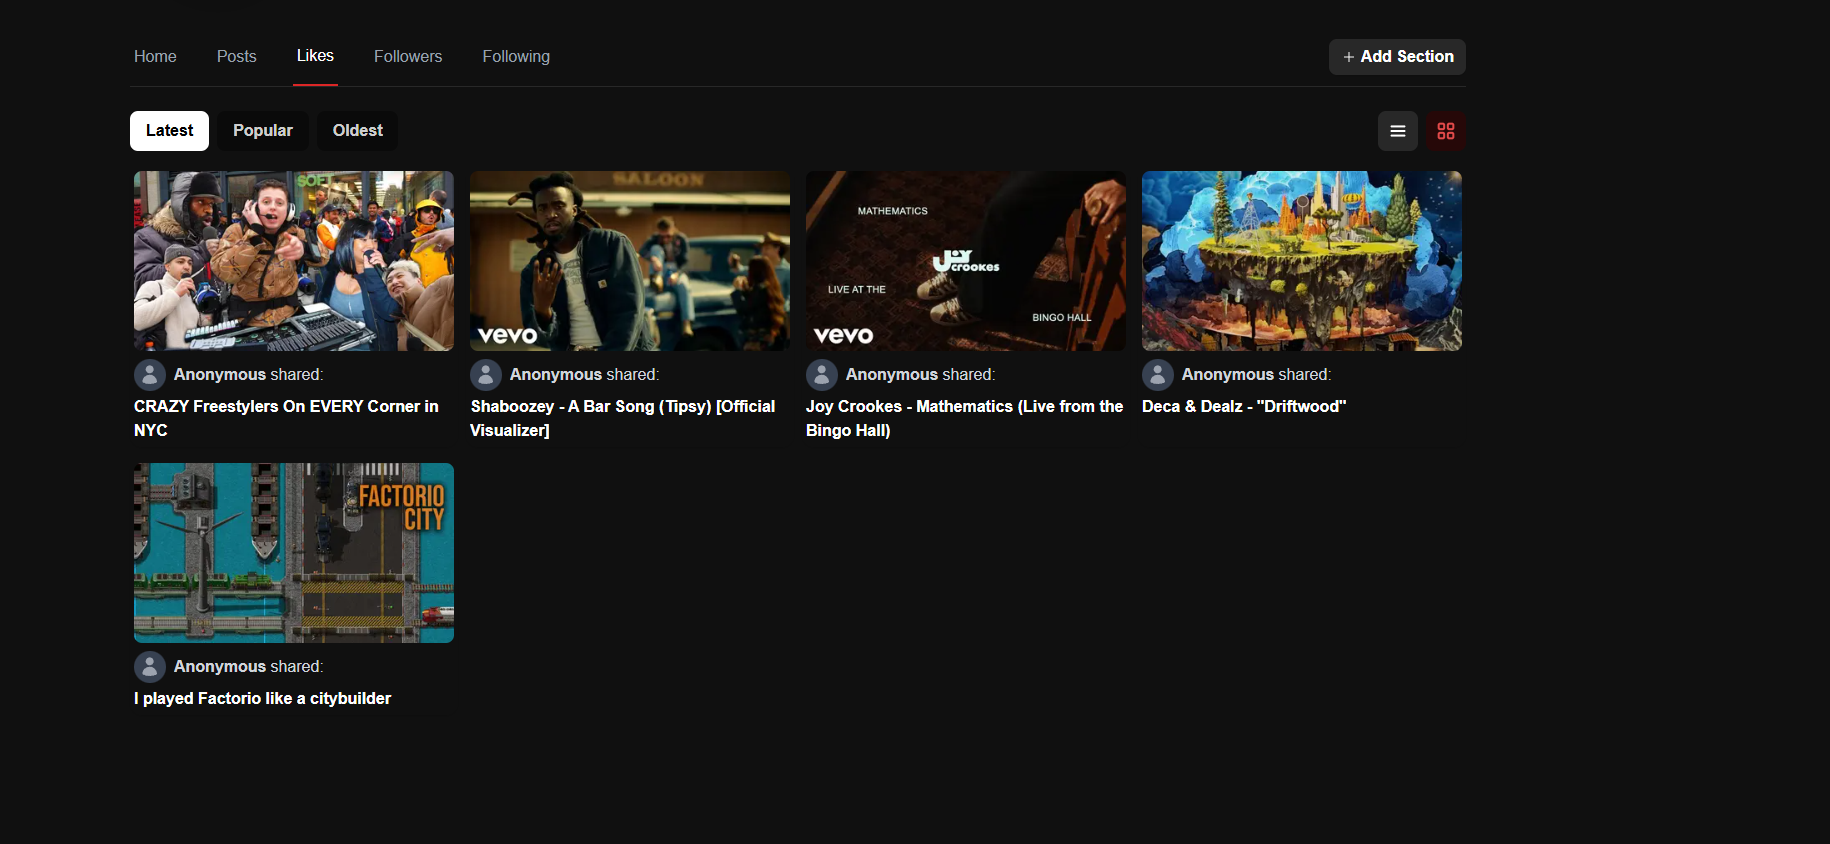 Home Posts Likes Followers Following + Add Section
Latest Popular Oldest
SOFT
SALOON
vevo
MATHEMATICS
Joy
crookes
LIVE AT THE
BINGO HALL
vevo
Anonymous shared:
CRAZY Freestylers On EVERY Corner in
NYC
Anonymous shared:
Shaboozey - A Bar Song (Tipsy) [Official
Visualizer]
Anonymous shared:
Joy Crookes - Mathematics (Live from the
Bingo Hall)
Anonymous shared:
Deca & Dealz - "Driftwood"
FACTORIO
CITY
Anonymous shared:
I played Factorio like a citybuilder